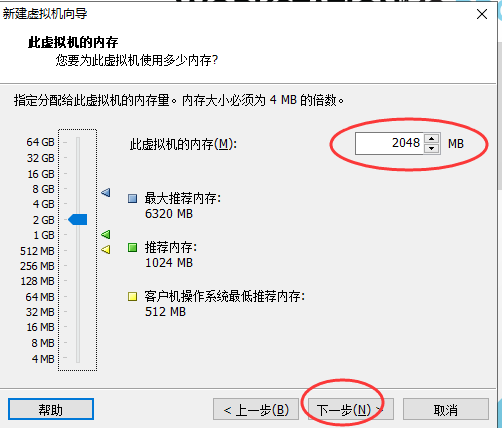 新建虚拟机向导
此虚拟机的内存
您要为此虚拟机使用多少内存?
指定分配给此虚拟机的内存量。内存大小必须为 4 MB 的倍数。
64 GB
32 GB
16 GB
8 GB
4 GB
2 GB
1 GB
512 MB
256 MB
128 MB
64 MB
32 MB
16 MB
8 MB
4 MB
此虚拟机的内存(M):
2048
MB
最大推荐内存:
6320 MB
推荐内存:
1024 MB
客户机操作系统最低推荐内存:
512 MB
帮助
< 上一步(B)
下一步(N) >
取消